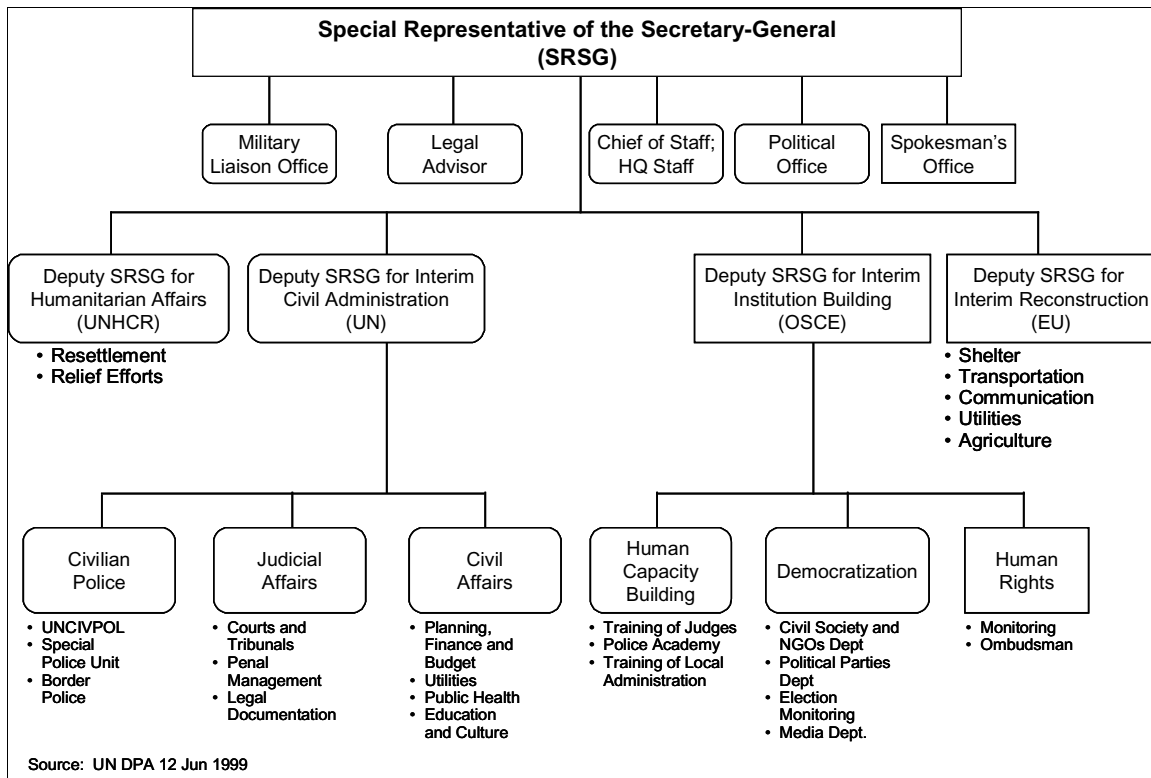 Special Representative of the Secretary-General
(SRSG)
Military
Liaison Office
Legal
Advisor
Chief of Staff;
HQ Staff
Political
Office
Spokesman's
Office
Deputy SRSG for
Humanitarian Affairs
(UNHCR)
• Resettlement
• Relief Efforts
Deputy SRSG for Interim
Civil Administration
(UN)
Deputy SRSG for Interim
Institution Building
(OSCE)
Deputy SRSG for
Interim Reconstruction
(EU)
• Shelter
• Transportation
• Communication
• Utilities
• Agriculture
Civilian
Police
• UNCIVPOL
• Special
Police Unit
• Border
Police
Judicial
Affairs
• Courts and
Tribunals
• Penal
Management
• Legal
Documentation
Civil
Affairs
• Planning,
Finance and
Budget
• Utilities
• Public Health
• Education
and Culture
Human
Capacity
Building
• Training of Judges
• Police Academy
• Training of Local
Administration
Democratization
• Civil Society and
NGOs Dept
• Political Parties
Dept
• Election
Monitoring
• Media Dept.
Human
Rights
• Monitoring
• Ombudsman
Source: UN DPA 12 Jun 1999